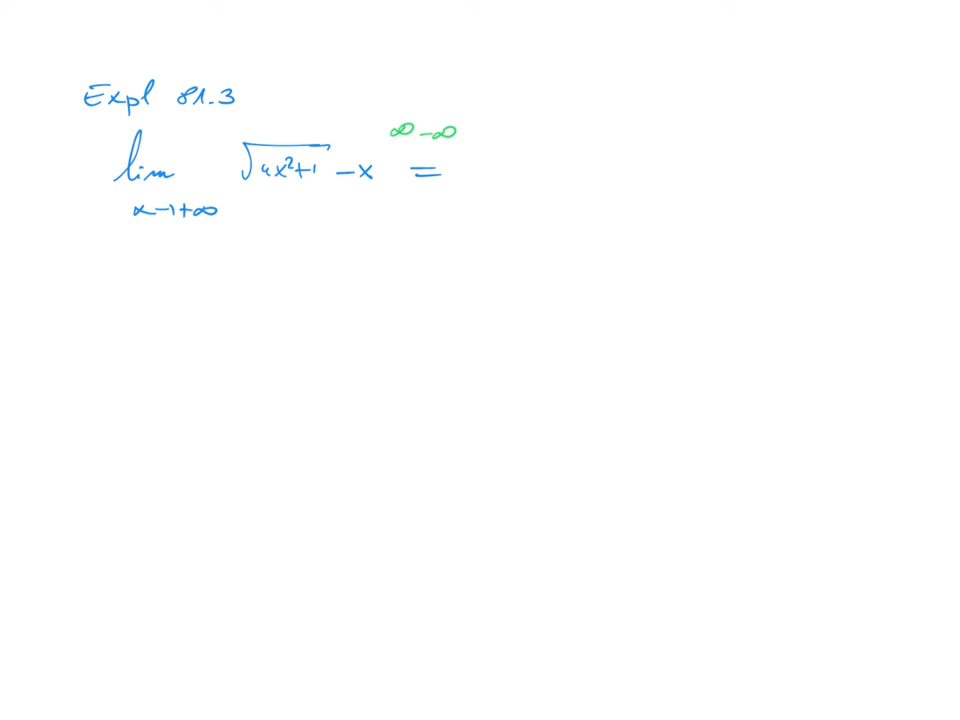 Expl 81.3
∞ - ∞
lim √(4x²+1) - x =
x→+∞